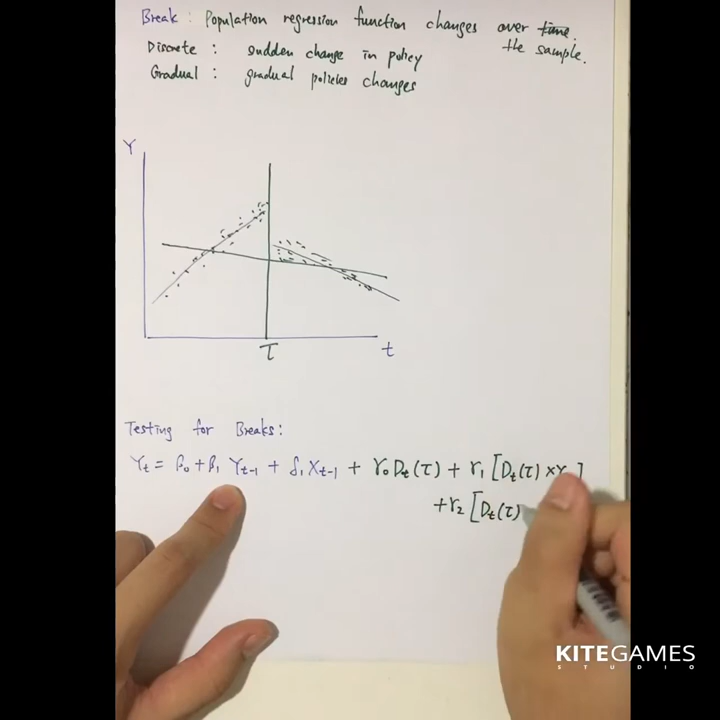 Break: Population regression function changes over time.
the sample.
Discrete: sudden change in policy
Gradual: gradual policies changes
Y
τ
t
Testing for Breaks:
Yt = β0 + β1 Yt-1 + δ1 Xt-1 + γ0 Dt(τ) + γ1 [Dt(τ) × ]
+ γ2 [Dt(τ)
KITEGAMES
STUDIO